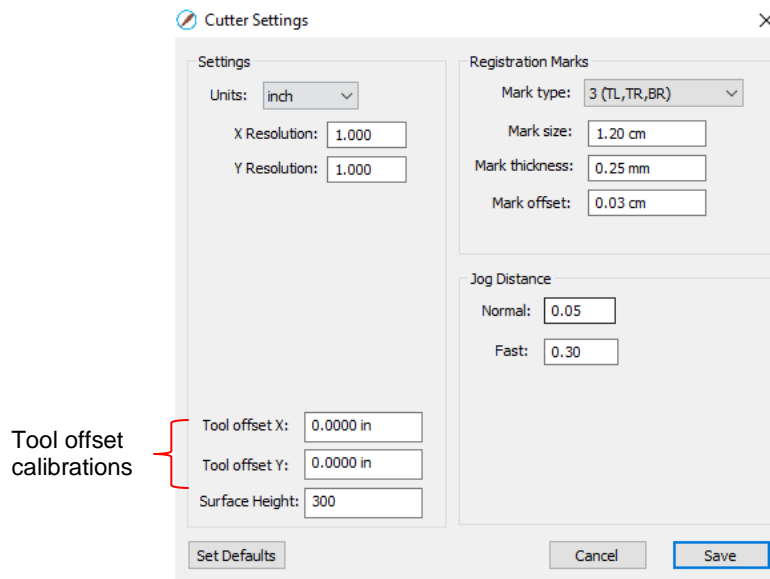 Cutter Settings
Settings
Units: inch
X Resolution: 1.000
Y Resolution: 1.000
Tool offset X: 0.0000 in
Tool offset Y: 0.0000 in
Surface Height: 300
Registration Marks
Mark type: 3 (TL,TR,BR)
Mark size: 1.20 cm
Mark thickness: 0.25 mm
Mark offset: 0.03 cm
Jog Distance
Normal: 0.05
Fast: 0.30
Tool offset
calibrations
Set Defaults
Cancel
Save